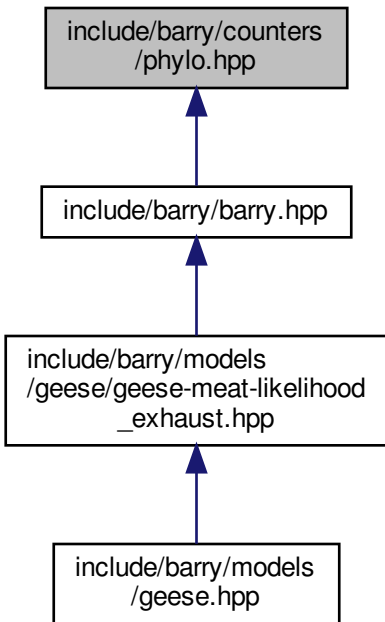 include/barry/counters
/phylo.hpp
include/barry/barry.hpp
include/barry/models
/geese/geese-meat-likelihood
_exhaust.hpp
include/barry/models
/geese.hpp